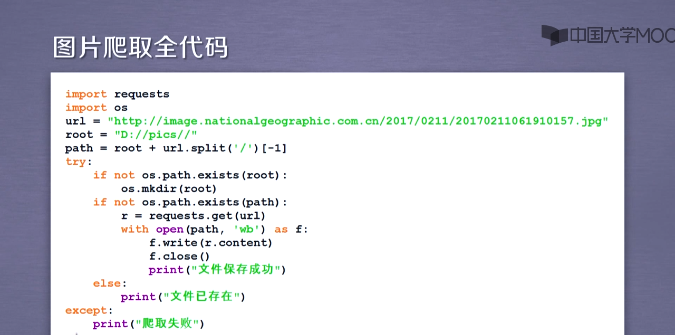 图片爬取全代码
中国大学MOO
import requests
import os
url = "http://image.nationalgeographic.com.cn/2017/0211/20170211061910157.jpg"
root = "D://pics//"
path = root + url.split('/')[-1]
try:
    if not os.path.exists(root):
        os.mkdir(root)
    if not os.path.exists(path):
        r = requests.get(url)
        with open(path, 'wb') as f:
            f.write(r.content)
            f.close()
            print("文件保存成功")
    else:
        print("文件已存在")
except:
    print("爬取失败")